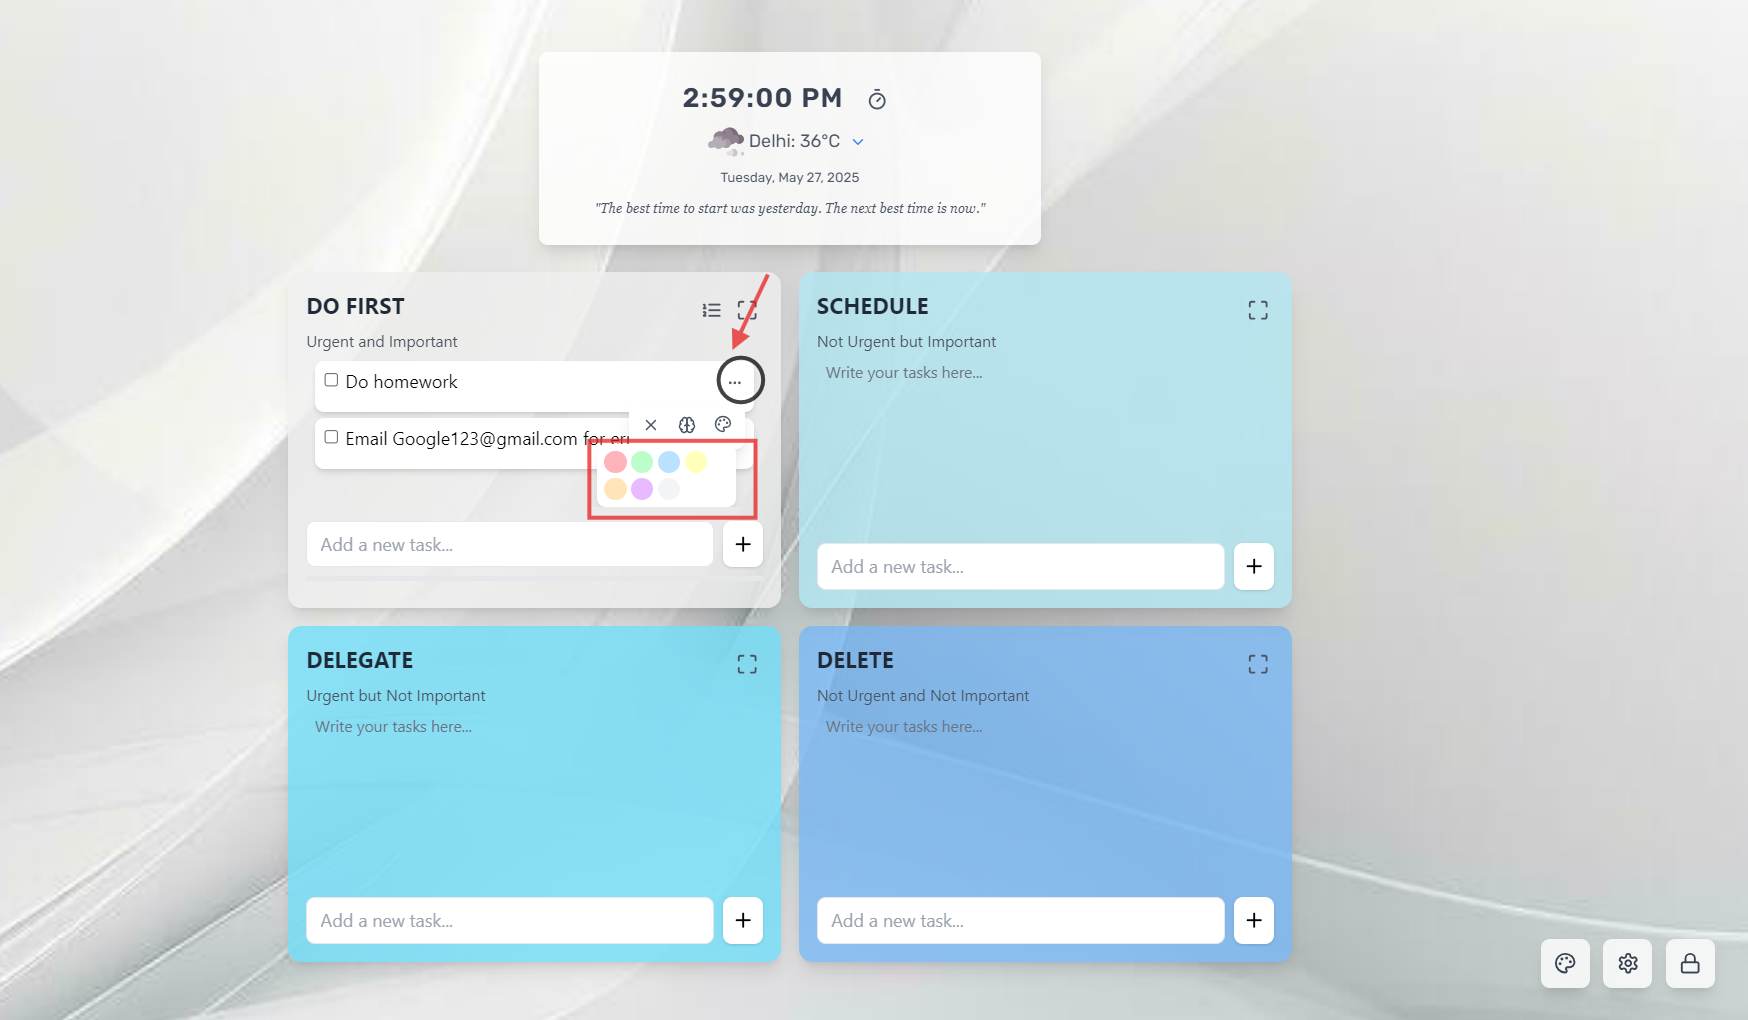 2:59:00 PM
Delhi: 36°C
Tuesday, May 27, 2025
"The best time to start was yesterday. The next best time is now."
DO FIRST
Urgent and Important
Do homework
...
Email Google123@gmail.com for
Add a new task...
+
SCHEDULE
Not Urgent but Important
Write your tasks here...
Add a new task...
+
DELEGATE
Urgent but Not Important
Write your tasks here...
Add a new task...
+
DELETE
Not Urgent and Not Important
Write your tasks here...
Add a new task...
+